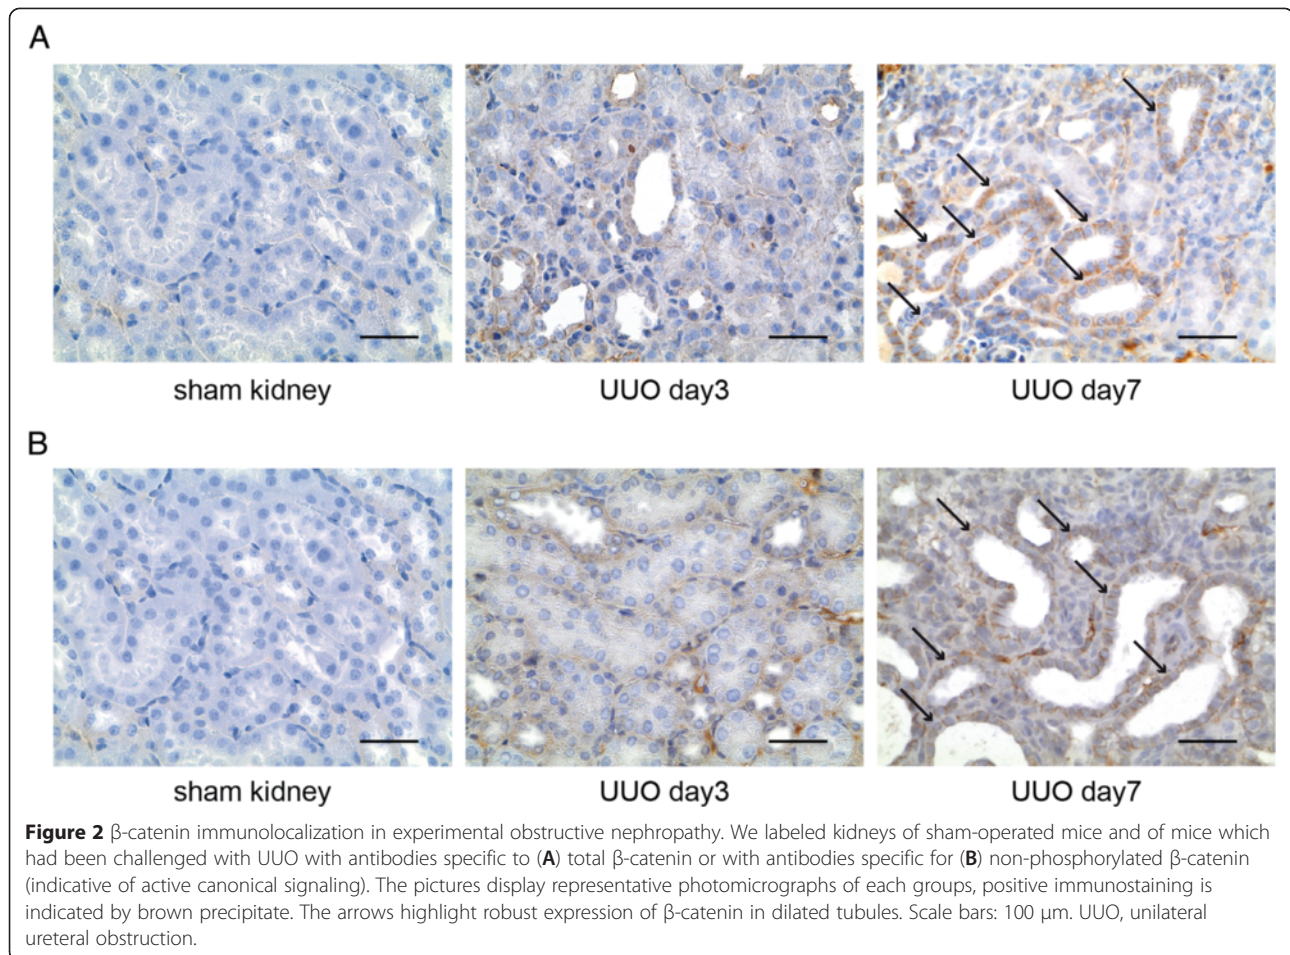 A
sham kidney
UUO day3
UUO day7
B
sham kidney
UUO day3
UUO day7
Figure 2 β-catenin immunolocalization in experimental obstructive nephropathy. We labeled kidneys of sham-operated mice and of mice which
had been challenged with UUO with antibodies specific to (A) total β-catenin or with antibodies specific for (B) non-phosphorylated β-catenin
(indicative of active canonical signaling). The pictures display representative photomicrographs of each groups, positive immunostaining is
indicated by brown precipitate. The arrows highlight robust expression of β-catenin in dilated tubules. Scale bars: 100 μm. UUO, unilateral
ureteral obstruction.